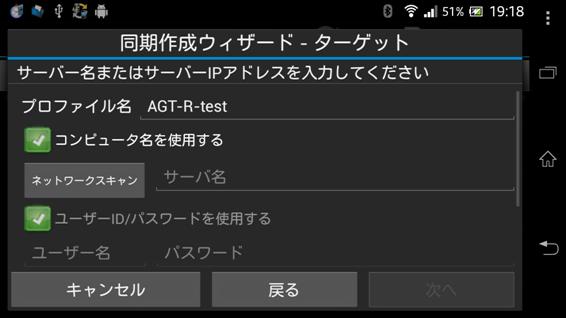 51% 19:18
同期作成ウィザード - ターゲット
サーバー名またはサーバーIPアドレスを入力してください
プロファイル名 AGT-R-test
コンピュータ名を使用する
ネットワークスキャン サーバ名
ユーザーID/パスワードを使用する
ユーザー名 パスワード
キャンセル 戻る 次へ